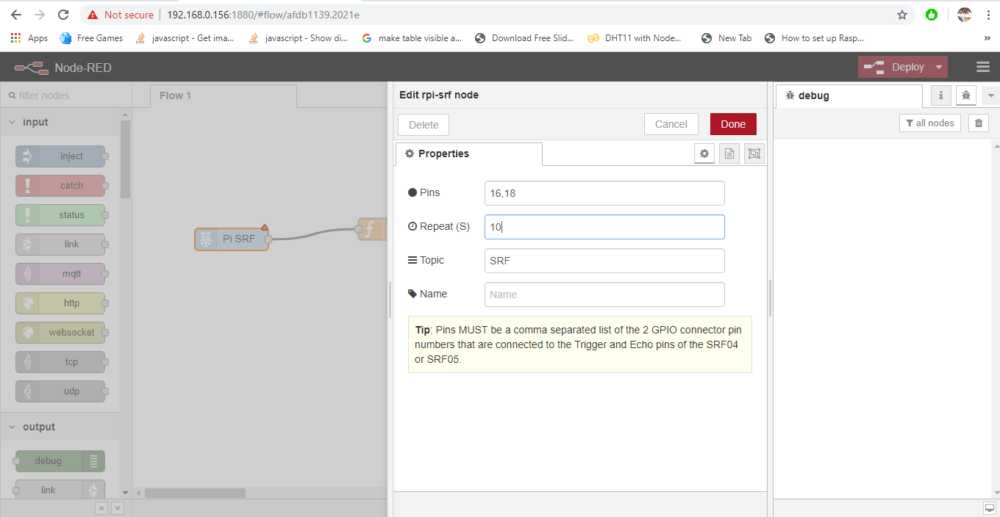 Not secure
192.168.0.156:1880/#flow/afdb1139.2021e
Apps
Free Games
javascript - Get ima...
javascript - Show di...
make table visible a...
Download Free Slid...
DHT11 with Node...
New Tab
How to set up Rasp...
»
Node-RED
Deploy
filter nodes
Flow 1
Edit rpi-srf node
debug
input
Delete
Cancel
Done
all nodes
inject
Properties
catch
Pins
16,18
status
Repeat (S)
10
link
Pi SRF
Topic
SRF
mqtt
Name
Name
http
Tip: Pins MUST be a comma separated list of the 2 GPIO connector pin
numbers that are connected to the Trigger and Echo pins of the SRF04
or SRF05.
websocket
tcp
udp
output
debug
link